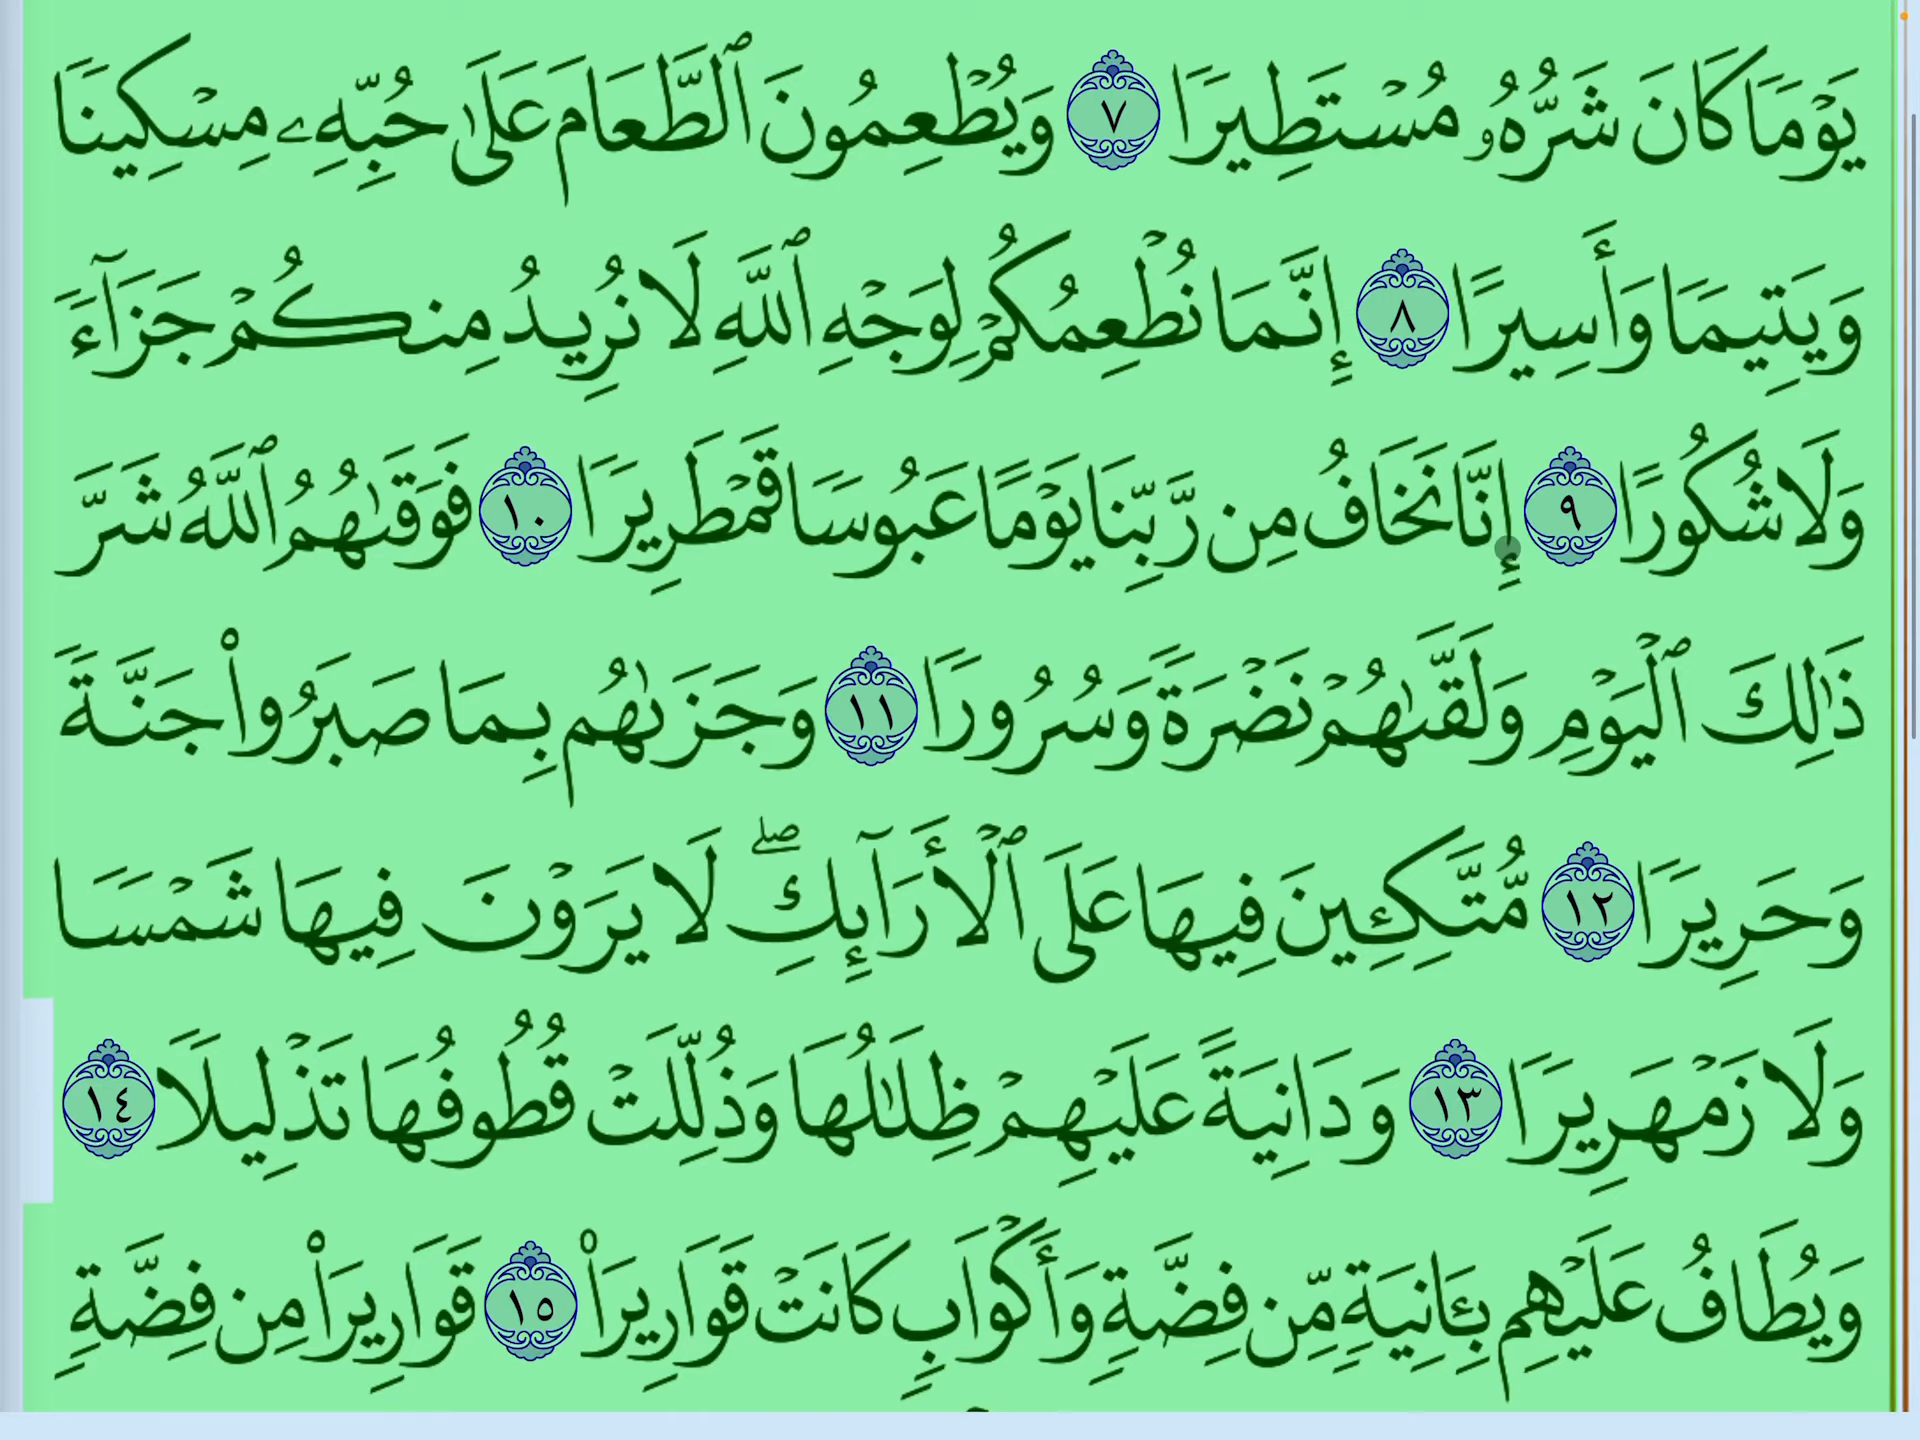 يَوْمًا كَانَ شَرُّهُۥ مُسْتَطِيرًا ٧ وَيُطْعِمُونَ ٱلطَّعَامَ عَلَىٰ حُبِّهِۦ مِسْكِينًا
وَيَتِيمًا وَأَسِيرًا ٨ إِنَّمَا نُطْعِمُكُمْ لِوَجْهِ ٱللَّهِ لَا نُرِيدُ مِنكُمْ جَزَآءً
وَلَا شُكُورًا ٩ إِنَّا نَخَافُ مِن رَّبِّنَا يَوْمًا عَبُوسًا قَمْطَرِيرًا ١٠ فَوَقَىٰهُمُ ٱللَّهُ شَرَّ
ذَٰلِكَ ٱلْيَوْمِ وَلَقَّىٰهُمْ نَضْرَةً وَسُرُورًا ١١ وَجَزَىٰهُم بِمَا صَبَرُوا۟ جَنَّةً
وَحَرِيرًا ١٢ مُّتَّكِـِٔينَ فِيهَا عَلَى ٱلْأَرَآئِكِ ۖ لَا يَرَوْنَ فِيهَا شَمْسًا
وَلَا زَمْهَرِيرًا ١٣ وَدَانِيَةً عَلَيْهِمْ ظِلَـٰلُهَا وَذُلِّلَتْ قُطُوفُهَا تَذْلِيلًا ١٤
وَيُطَافُ عَلَيْهِم بِـَٔانِيَةٍ مِّن فِضَّةٍ وَأَكْوَابٍ كَانَتْ قَوَارِيرَا۠ ١٥ قَوَارِيرَا۟ مِن فِضَّةٍ